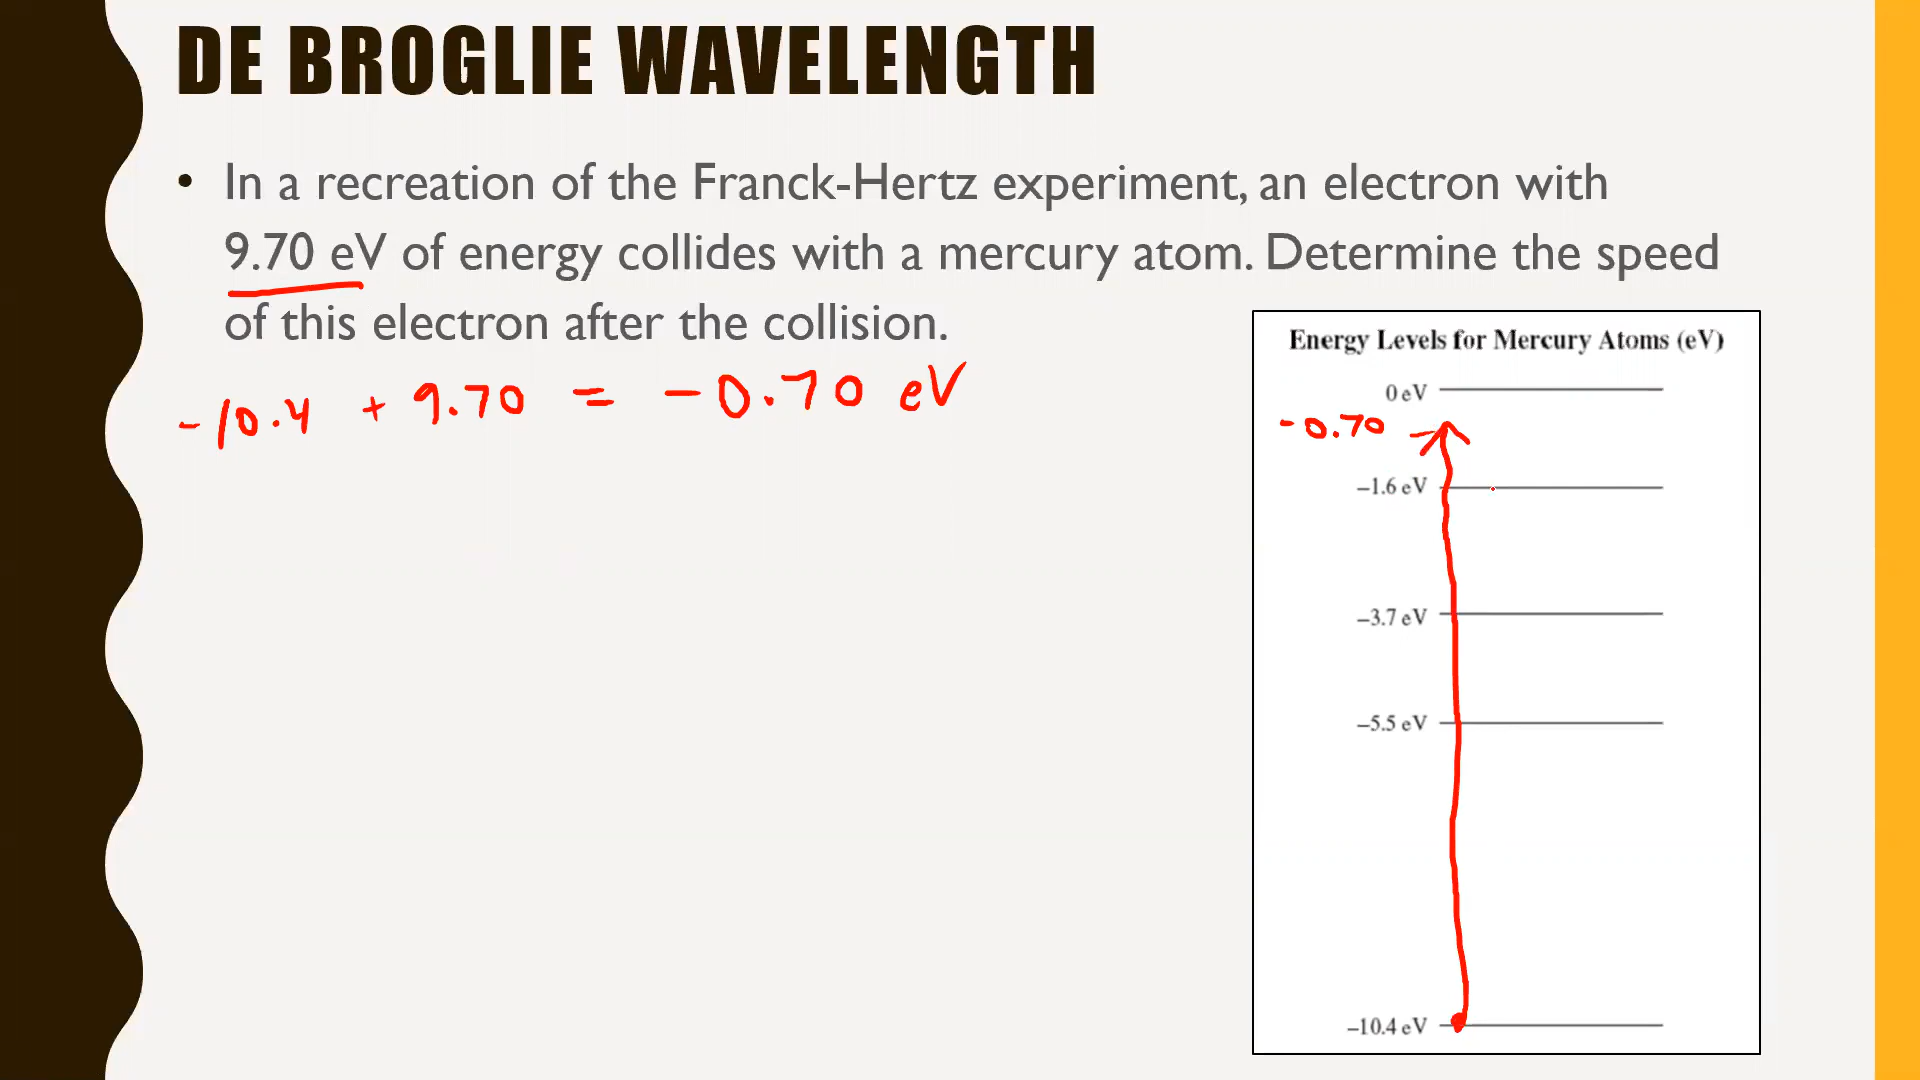 DE BROGLIE WAVELENGTH
• In a recreation of the Franck-Hertz experiment, an electron with
9.70 eV of energy collides with a mercury atom. Determine the speed
of this electron after the collision.
-10.4 + 9.70 = -0.70 eV
Energy Levels for Mercury Atoms (eV)
0 eV
-0.70
–1.6 eV
–3.7 eV
–5.5 eV
–10.4 eV